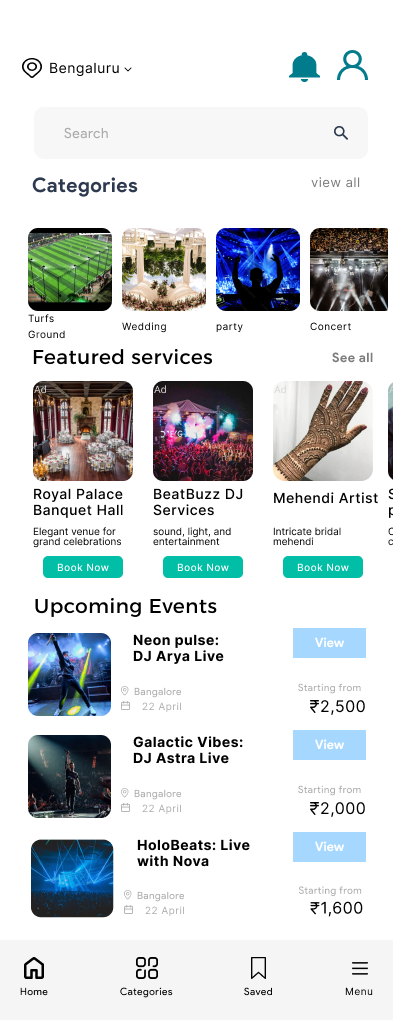 Bengaluru
Search
Categories
view all
Turfs
Ground
Wedding
party
Concert
Featured services
See all
Ad
Ad
Ad
Royal Palace
Banquet Hall
BeatBuzz DJ
Services
Mehendi Artist
Elegant venue for
grand celebrations
sound, light, and
entertainment
Intricate bridal
mehendi
Book Now
Book Now
Book Now
Upcoming Events
Neon pulse:
DJ Arya Live
View
Bangalore
22 April
Starting from
₹2,500
Galactic Vibes:
DJ Astra Live
View
Bangalore
22 April
Starting from
₹2,000
HoloBeats: Live
with Nova
View
Bangalore
22 April
Starting from
₹1,600
Home
Categories
Saved
Menu